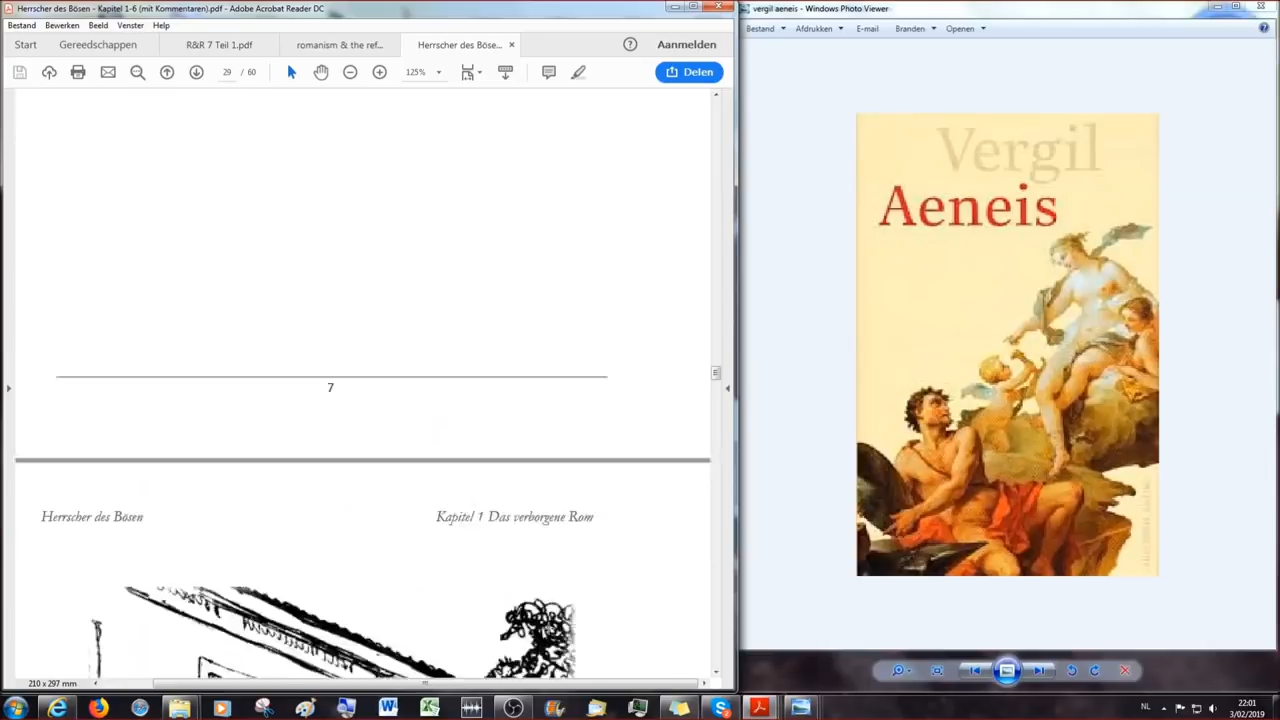 Herrscher des Bösen - Kapitel 1-6 (mit Kommentaren).pdf - Adobe Acrobat Reader DC
Bestand Bewerken Beeld Venster Help
Start Gereedschappen R&R 7 Teil 1.pdf romanism & the ref... Herrscher des Böse... × Aanmelden
29 / 60 125% Delen
7
Herrscher des Bösen Kapitel 1 Das verborgene Rom
210 x 297 mm
vergil aeneis - Windows Photo Viewer
Bestand Afdrukken E-mail Branden Openen
Vergil
Aeneis
NL 22:01
3/02/2019